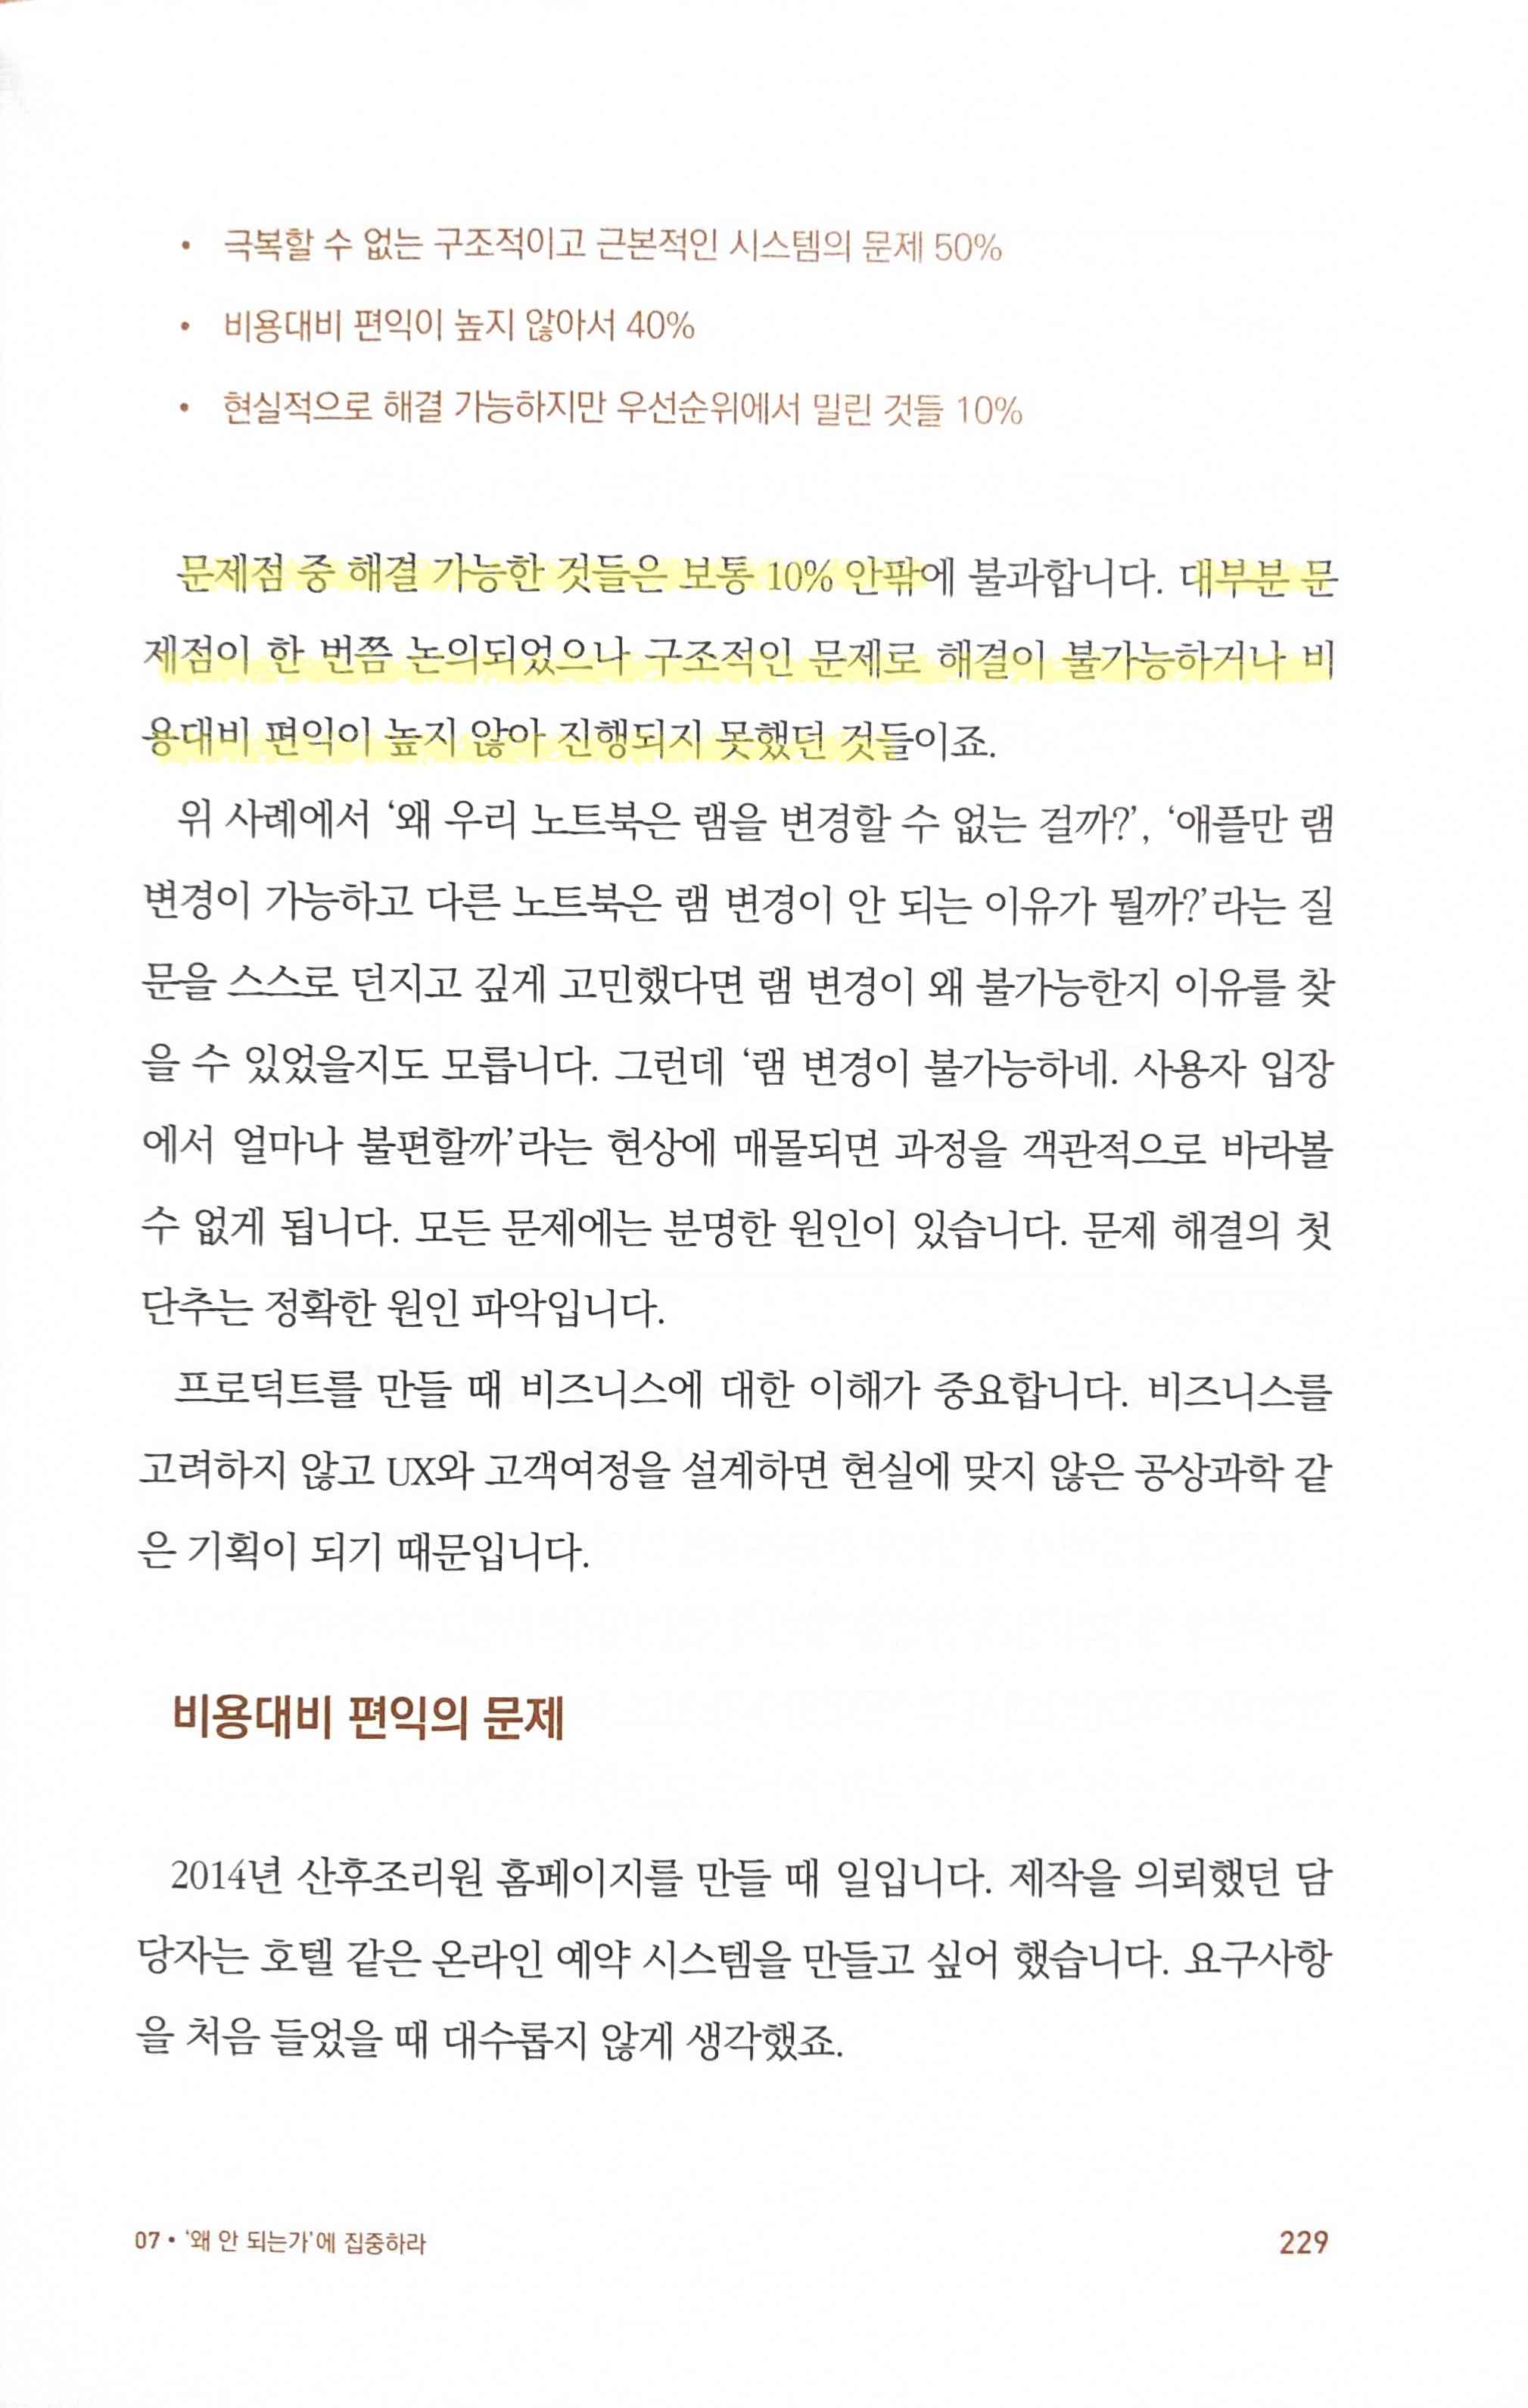 • 극복할 수 없는 구조적이고 근본적인 시스템의 문제 50%
• 비용대비 편익이 높지 않아서 40%
• 현실적으로 해결 가능하지만 우선순위에서 밀린 것들 10%
문제점 중 해결 가능한 것들은 보통 10% 안팎에 불과합니다. 대부분 문
제점이 한 번쯤 논의되었으나 구조적인 문제로 해결이 불가능하거나 비
용대비 편익이 높지 않아 진행되지 못했던 것들이죠.
위 사례에서 ‘왜 우리 노트북은 램을 변경할 수 없는 걸까?’, ‘애플만 램
변경이 가능하고 다른 노트북은 램 변경이 안 되는 이유가 뭘까?’라는 질
문을 스스로 던지고 깊게 고민했다면 램 변경이 왜 불가능한지 이유를 찾
을 수 있었을지도 모릅니다. 그런데 ‘램 변경이 불가능하네. 사용자 입장
에서 얼마나 불편할까’라는 현상에 매몰되면 과정을 객관적으로 바라볼
수 없게 됩니다. 모든 문제에는 분명한 원인이 있습니다. 문제 해결의 첫
단추는 정확한 원인 파악입니다.
프로덕트를 만들 때 비즈니스에 대한 이해가 중요합니다. 비즈니스를
고려하지 않고 UX와 고객여정을 설계하면 현실에 맞지 않은 공상과학 같
은 기획이 되기 때문입니다.
비용대비 편익의 문제
2014년 산후조리원 홈페이지를 만들 때 일입니다. 제작을 의뢰했던 담
당자는 호텔 같은 온라인 예약 시스템을 만들고 싶어 했습니다. 요구사항
을 처음 들었을 때 대수롭지 않게 생각했죠.
07 • ‘왜 안 되는가’에 집중하라
229